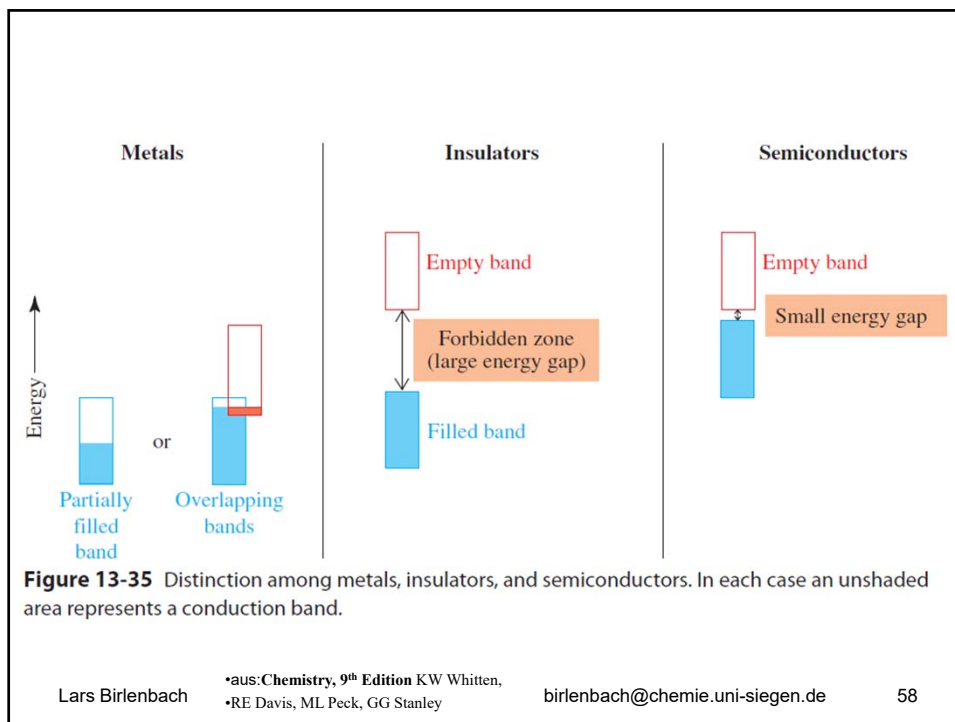 Metals
Insulators
Semiconductors
Energy
Partially
filled
band
or
Overlapping
bands
Empty band
Forbidden zone
(large energy gap)
Filled band
Empty band
Small energy gap
Figure 13-35 Distinction among metals, insulators, and semiconductors. In each case an unshaded
area represents a conduction band.
Lars Birlenbach
•aus:Chemistry, 9th Edition KW Whitten,
•RE Davis, ML Peck, GG Stanley
birlenbach@chemie.uni-siegen.de
58